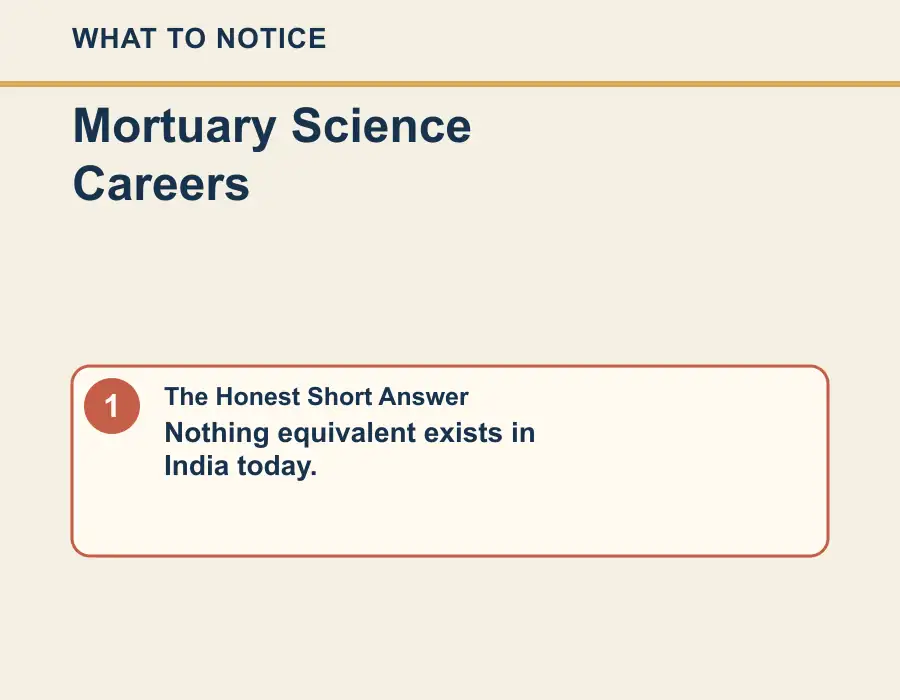 WHAT TO NOTICE
Mortuary Science
Careers
1
The Honest Short Answer
Nothing equivalent exists in
India today.